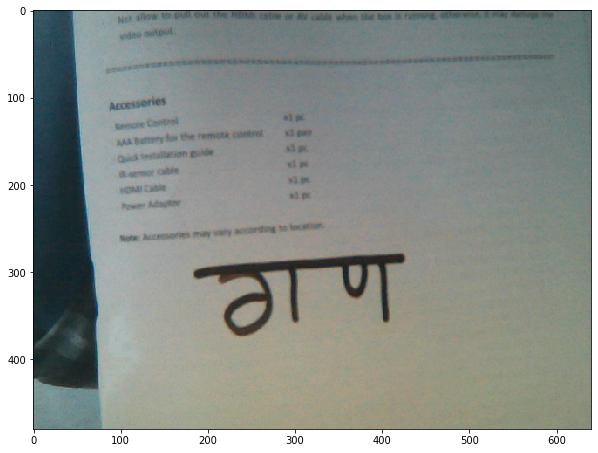 0
Not allow to pull out the HDMI cable or AV cable when the box is running, otherwise, it may damage the
video output.
100
Accessories
Remote Control x1 pc
AAA Battery for the remote control x1 pair
Quick installation guide x1 pc
IR-sensor cable x1 pc
HDMI Cable x1 pc
Power Adapter x1 pc
200
Note: Accessories may vary according to location.
300
400
0 100 200 300 400 500 600